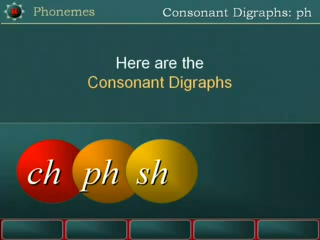 Phonemes
Consonant Digraphs: ph
Here are the
Consonant Digraphs
ch ph sh